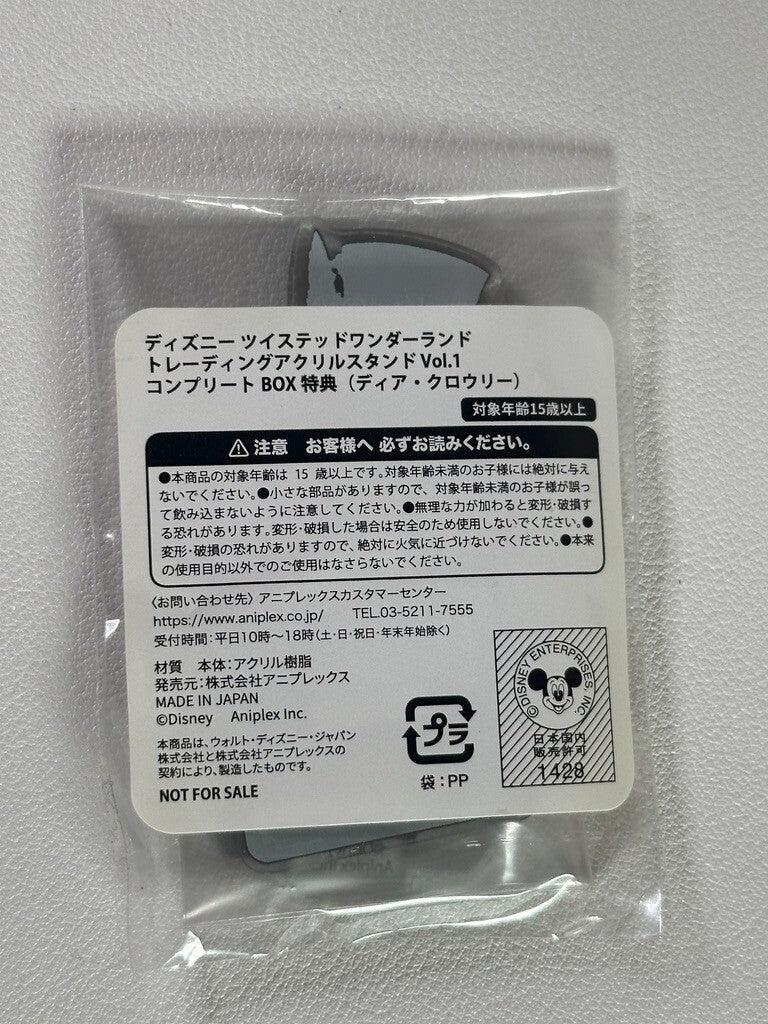 ディズニー ツイステッドワンダーランド
トレーディングアクリルスタンド Vol.1
コンプリート BOX 特典（ディア・クロウリー）
対象年齢15歳以上
注意 お客様へ 必ずお読みください。
●本商品の対象年齢は 15 歳以上です。対象年齢未満のお子様には絶対に与え
ないでください。●小さな部品がありますので、対象年齢未満のお子様が誤っ
て飲み込まないように注意してください。●無理な力が加わると変形・破損す
る恐れがあります。変形・破損した場合は安全のため使用しないでください。●
変形・破損の恐れがありますので、絶対に火気に近づけないでください。●本来
の使用目的以外でのご使用はなさらないでください。
〈お問い合わせ先〉アニプレックスカスタマーセンター
https://www.aniplex.co.jp/ TEL.03-5211-7555
受付時間：平日10時～18時（土・日・祝日・年末年始除く）
材質 本体：アクリル樹脂
発売元：株式会社アニプレックス
MADE IN JAPAN
©Disney Aniplex Inc.
本商品は、ウォルト・ディズニー・ジャパン
株式会社と株式会社アニプレックスの
契約により、製造したものです。
NOT FOR SALE
プラ
袋：PP
©DISNEY ENTERPRISES, INC.
日本国内
販売許可
1428
Aniplex Inc.